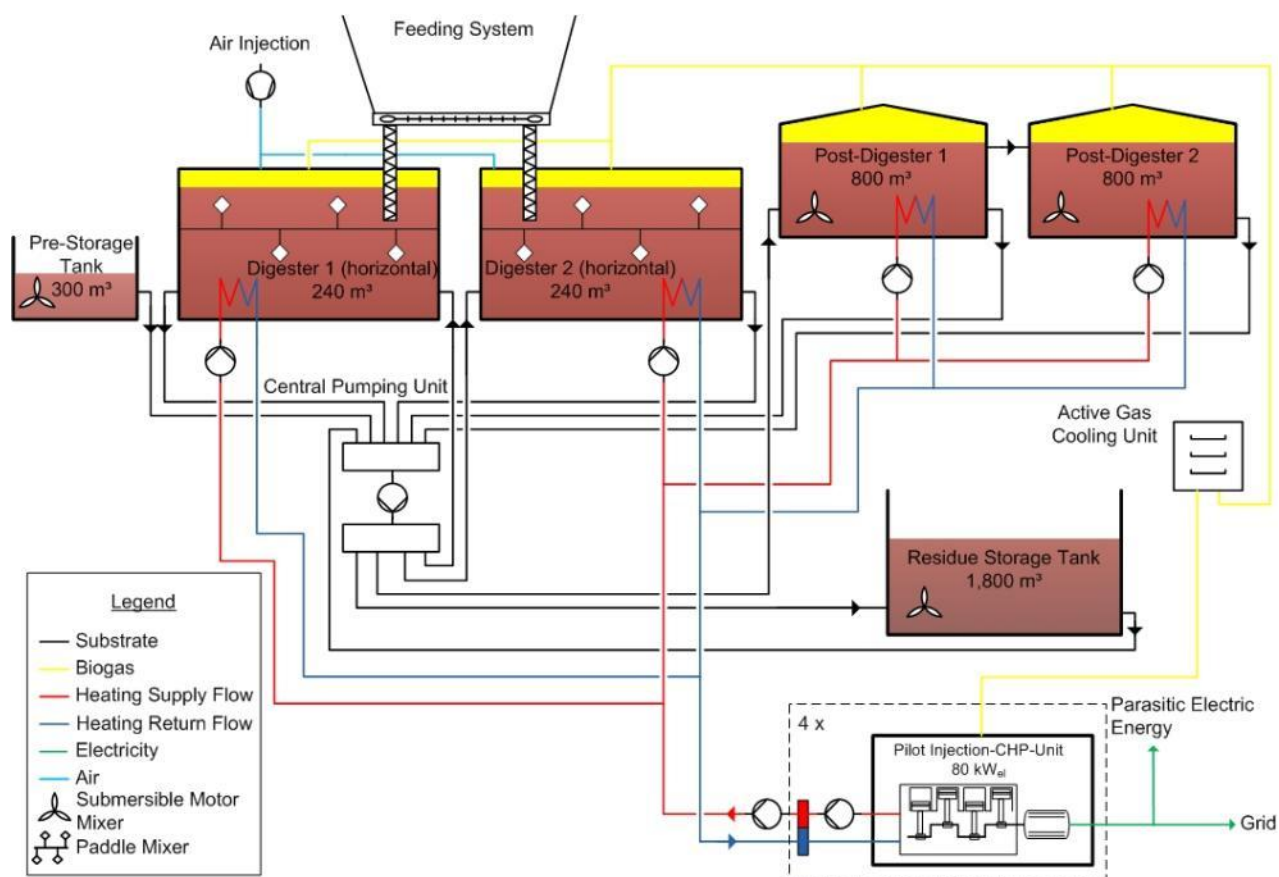 Feeding System
Air Injection
Post-Digester 1
800 m³
Post-Digester 2
800 m³
Pre-Storage
Tank
300 m³
Digester 1 (horizontal)
240 m³
Digester 2 (horizontal)
240 m³
Central Pumping Unit
Active Gas
Cooling Unit
Residue Storage Tank
1,800 m³
Legend
Substrate
Biogas
Heating Supply Flow
Heating Return Flow
Electricity
Air
Submersible Motor
Mixer
Paddle Mixer
4 x
Pilot Injection-CHP-Unit
80 kWel
Parasitic Electric
Energy
Grid